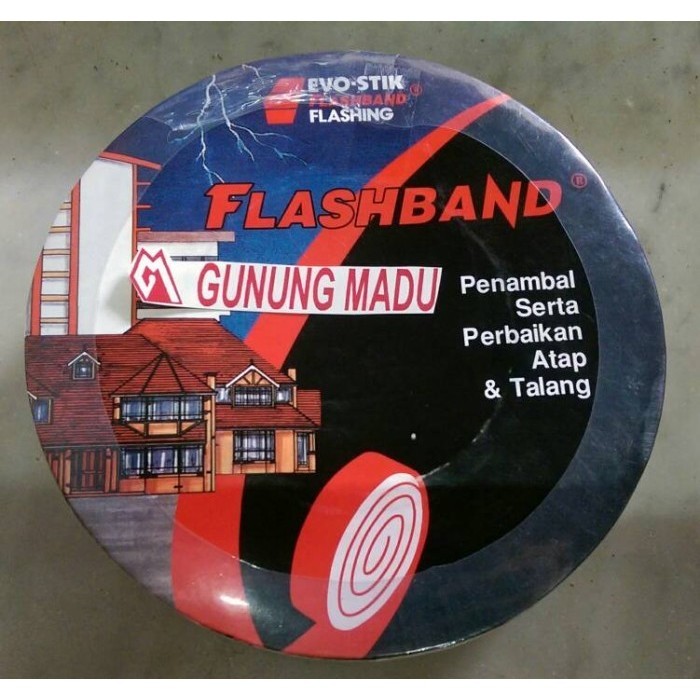 EVO-STIK
FLASHBAND®
FLASHING
FLASHBAND®
GUNUNG MADU
Penambal
Serta
Perbaikan
Atap
& Talang